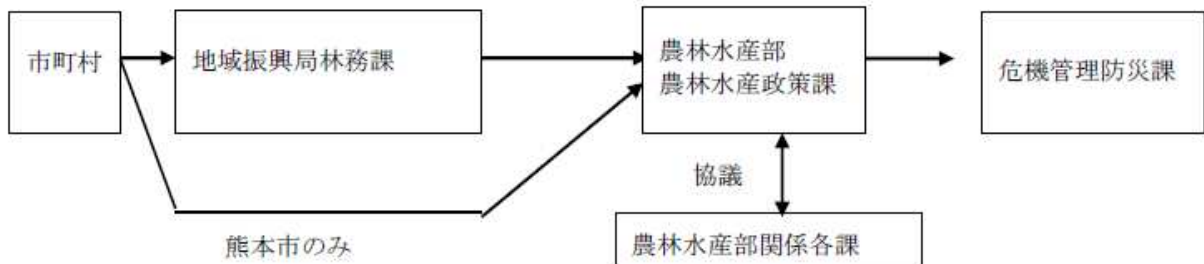 市町村
地域振興局林務課
農林水産部
農林水産政策課
危機管理防災課
協議
熊本市のみ
農林水産部関係各課